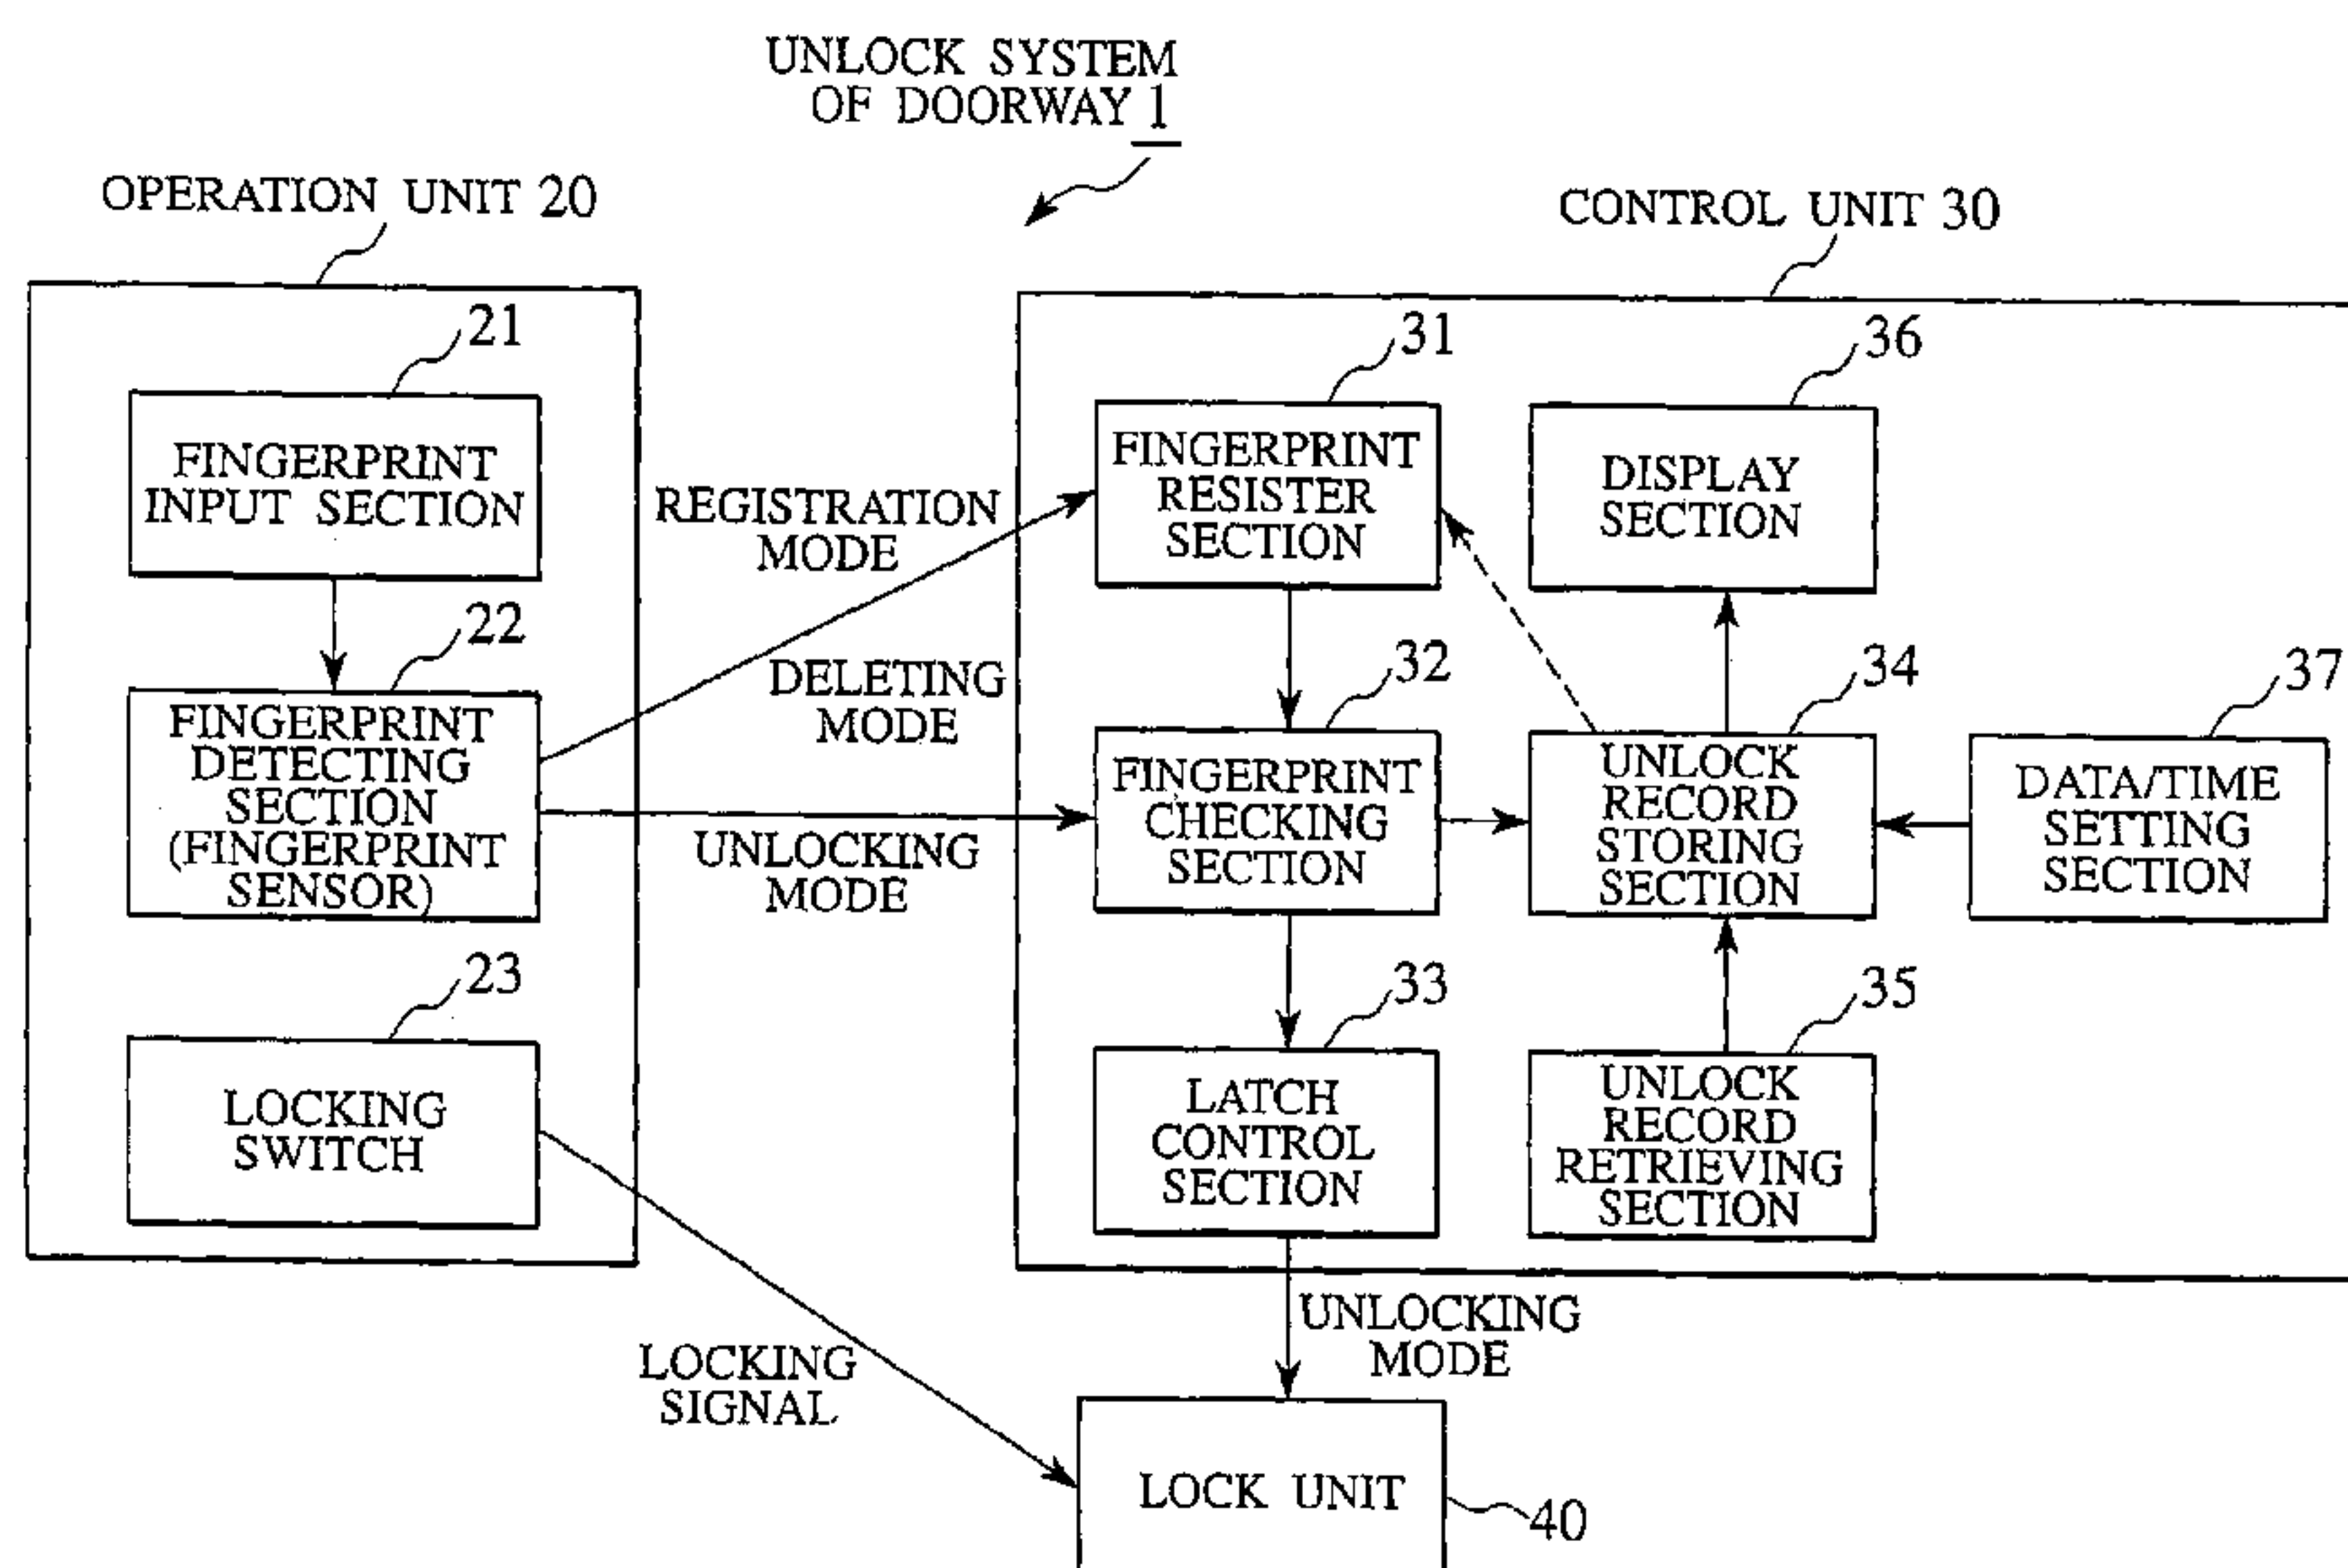 UNLOCK SYSTEM
OF DOORWAY 1
OPERATION UNIT 20
CONTROL UNIT 30
21
FINGERPRINT
INPUT SECTION
22
FINGERPRINT
DETECTING
SECTION
(FINGERPRINT
SENSOR)
23
LOCKING
SWITCH
REGISTRATION
MODE
DELETING
MODE
UNLOCKING
MODE
LOCKING
SIGNAL
31
FINGERPRINT
RESISTER
SECTION
36
DISPLAY
SECTION
32
FINGERPRINT
CHECKING
SECTION
34
UNLOCK
RECORD
STORING
SECTION
37
DATA/TIME
SETTING
SECTION
33
LATCH
CONTROL
SECTION
35
UNLOCK
RECORD
RETRIEVING
SECTION
UNLOCKING
MODE
LOCK UNIT
40